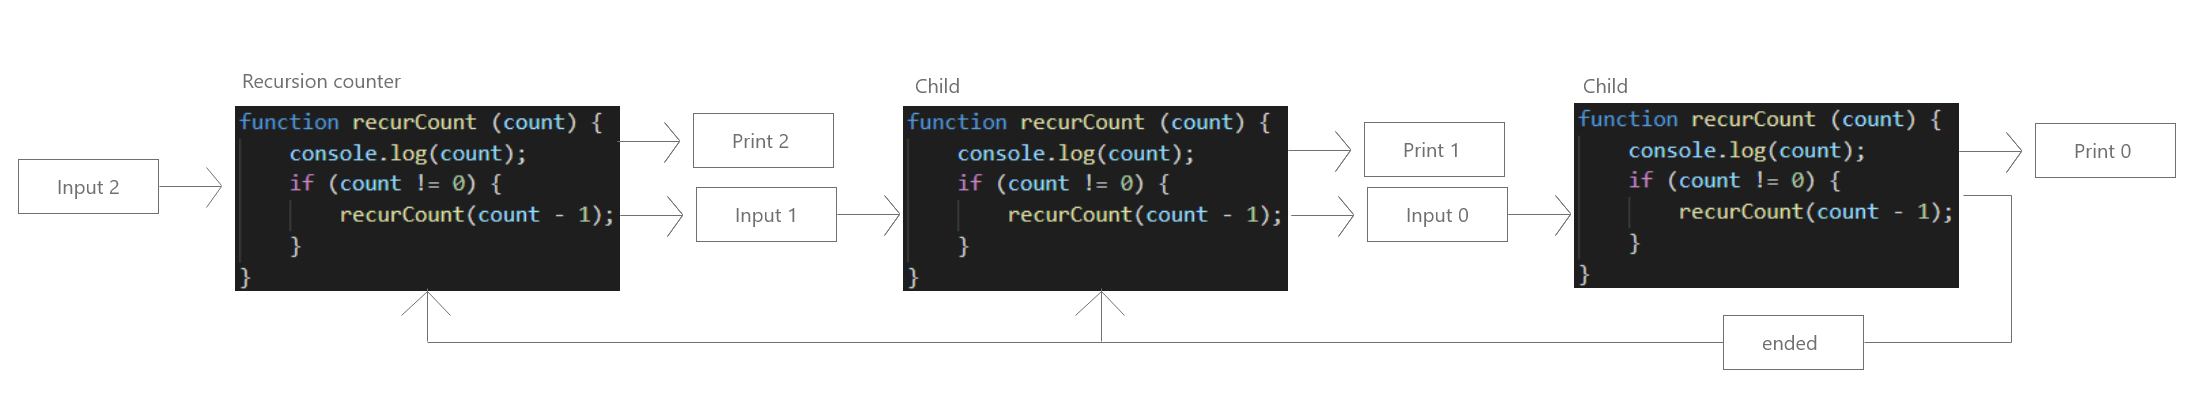 Input 2
Recursion counter
function recurCount (count) {
console.log(count);
if (count != 0) {
recurCount(count - 1);
}
}
Print 2
Input 1
Child
function recurCount (count) {
console.log(count);
if (count != 0) {
recurCount(count - 1);
}
}
Print 1
Input 0
Child
function recurCount (count) {
console.log(count);
if (count != 0) {
recurCount(count - 1);
}
}
Print 0
ended